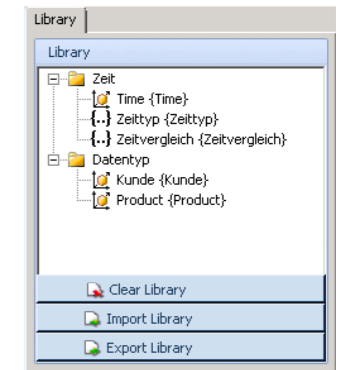 Library
Library
Zeit
Time {Time}
{..} Zeittyp {Zeittyp}
{..} Zeitvergleich {Zeitvergleich}
Datentyp
Kunde {Kunde}
Product {Product}
Clear Library
Import Library
Export Library